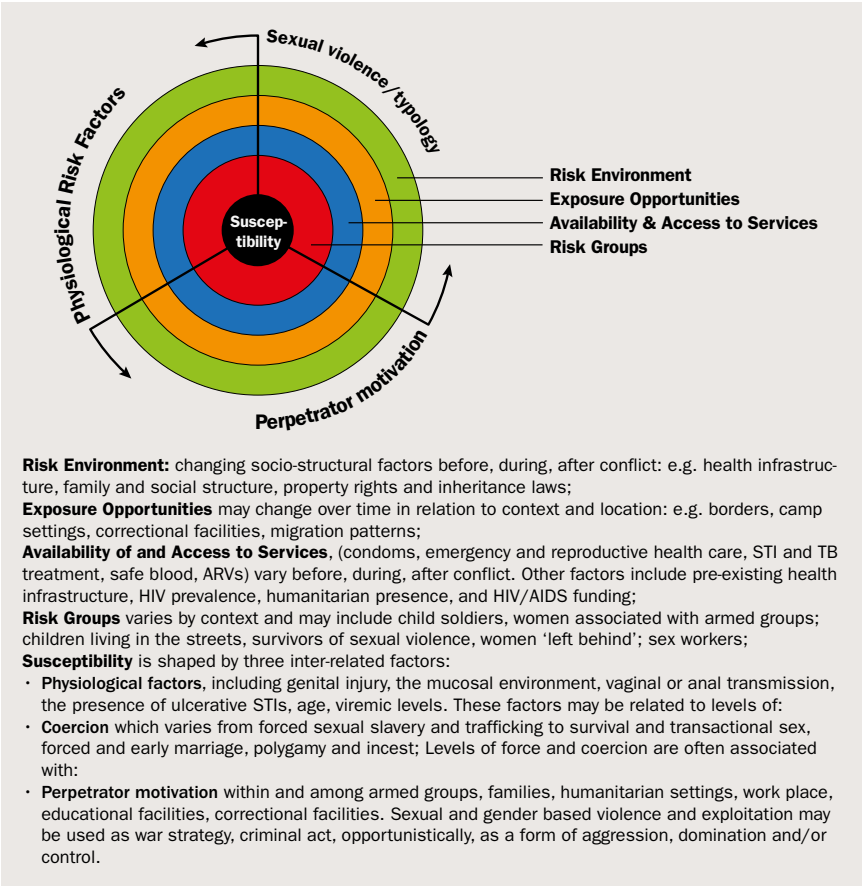 Sexual violence/typology
Physiological Risk Factors
Suscep-
tibility
Risk Environment
Exposure Opportunities
Availability & Access to Services
Risk Groups
Perpetrator motivation
Risk Environment: changing socio-structural factors before, during, after conflict: e.g. health infrastruc-
ture, family and social structure, property rights and inheritance laws;
Exposure Opportunities may change over time in relation to context and location: e.g. borders, camp
settings, correctional facilities, migration patterns;
Availability of and Access to Services, (condoms, emergency and reproductive health care, STI and TB
treatment, safe blood, ARVs) vary before, during, after conflict. Other factors include pre-existing health
infrastructure, HIV prevalence, humanitarian presence, and HIV/AIDS funding;
Risk Groups varies by context and may include child soldiers, women associated with armed groups;
children living in the streets, survivors of sexual violence, women ‘left behind’; sex workers;
Susceptibility is shaped by three inter-related factors:
· Physiological factors, including genital injury, the mucosal environment, vaginal or anal transmission,
the presence of ulcerative STIs, age, viremic levels. These factors may be related to levels of:
· Coercion which varies from forced sexual slavery and trafficking to survival and transactional sex,
forced and early marriage, polygamy and incest; Levels of force and coercion are often associated
with:
· Perpetrator motivation within and among armed groups, families, humanitarian settings, work place,
educational facilities, correctional facilities. Sexual and gender based violence and exploitation may
be used as war strategy, criminal act, opportunistically, as a form of aggression, domination and/or
control.